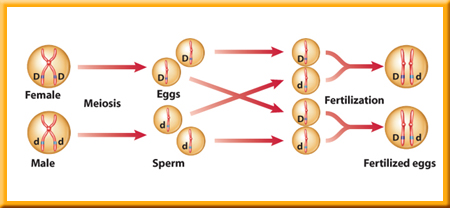 D D
Female
Meiosis
D
D
Eggs
D
d
Fertilization
D d
d d
Male
d
d
Sperm
D
d
D d
Fertilized eggs